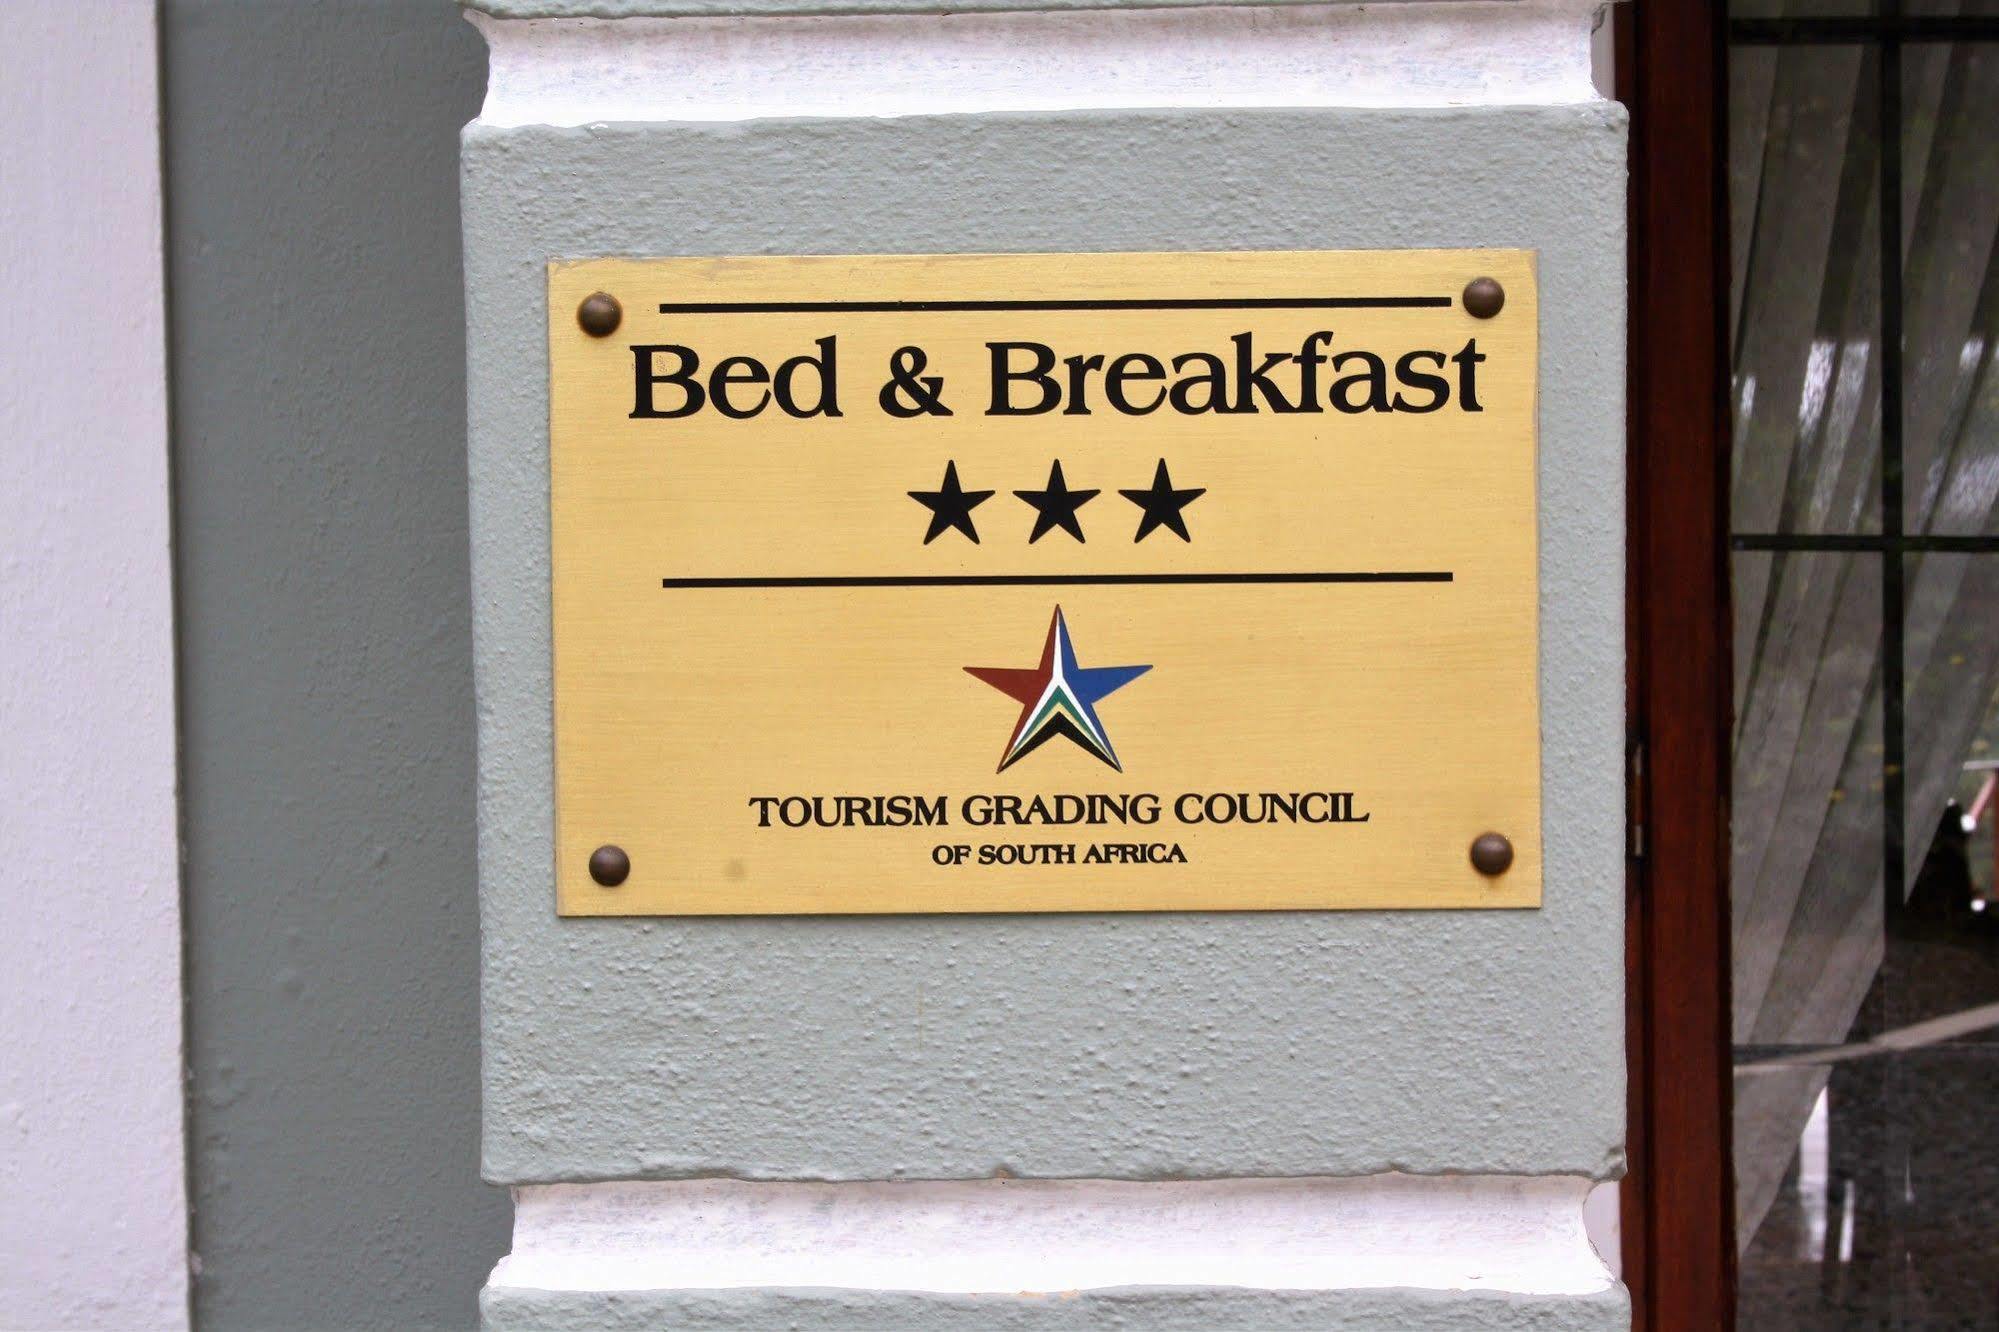 Bed & Breakfast
★★★
TOURISM GRADING COUNCIL
OF SOUTH AFRICA